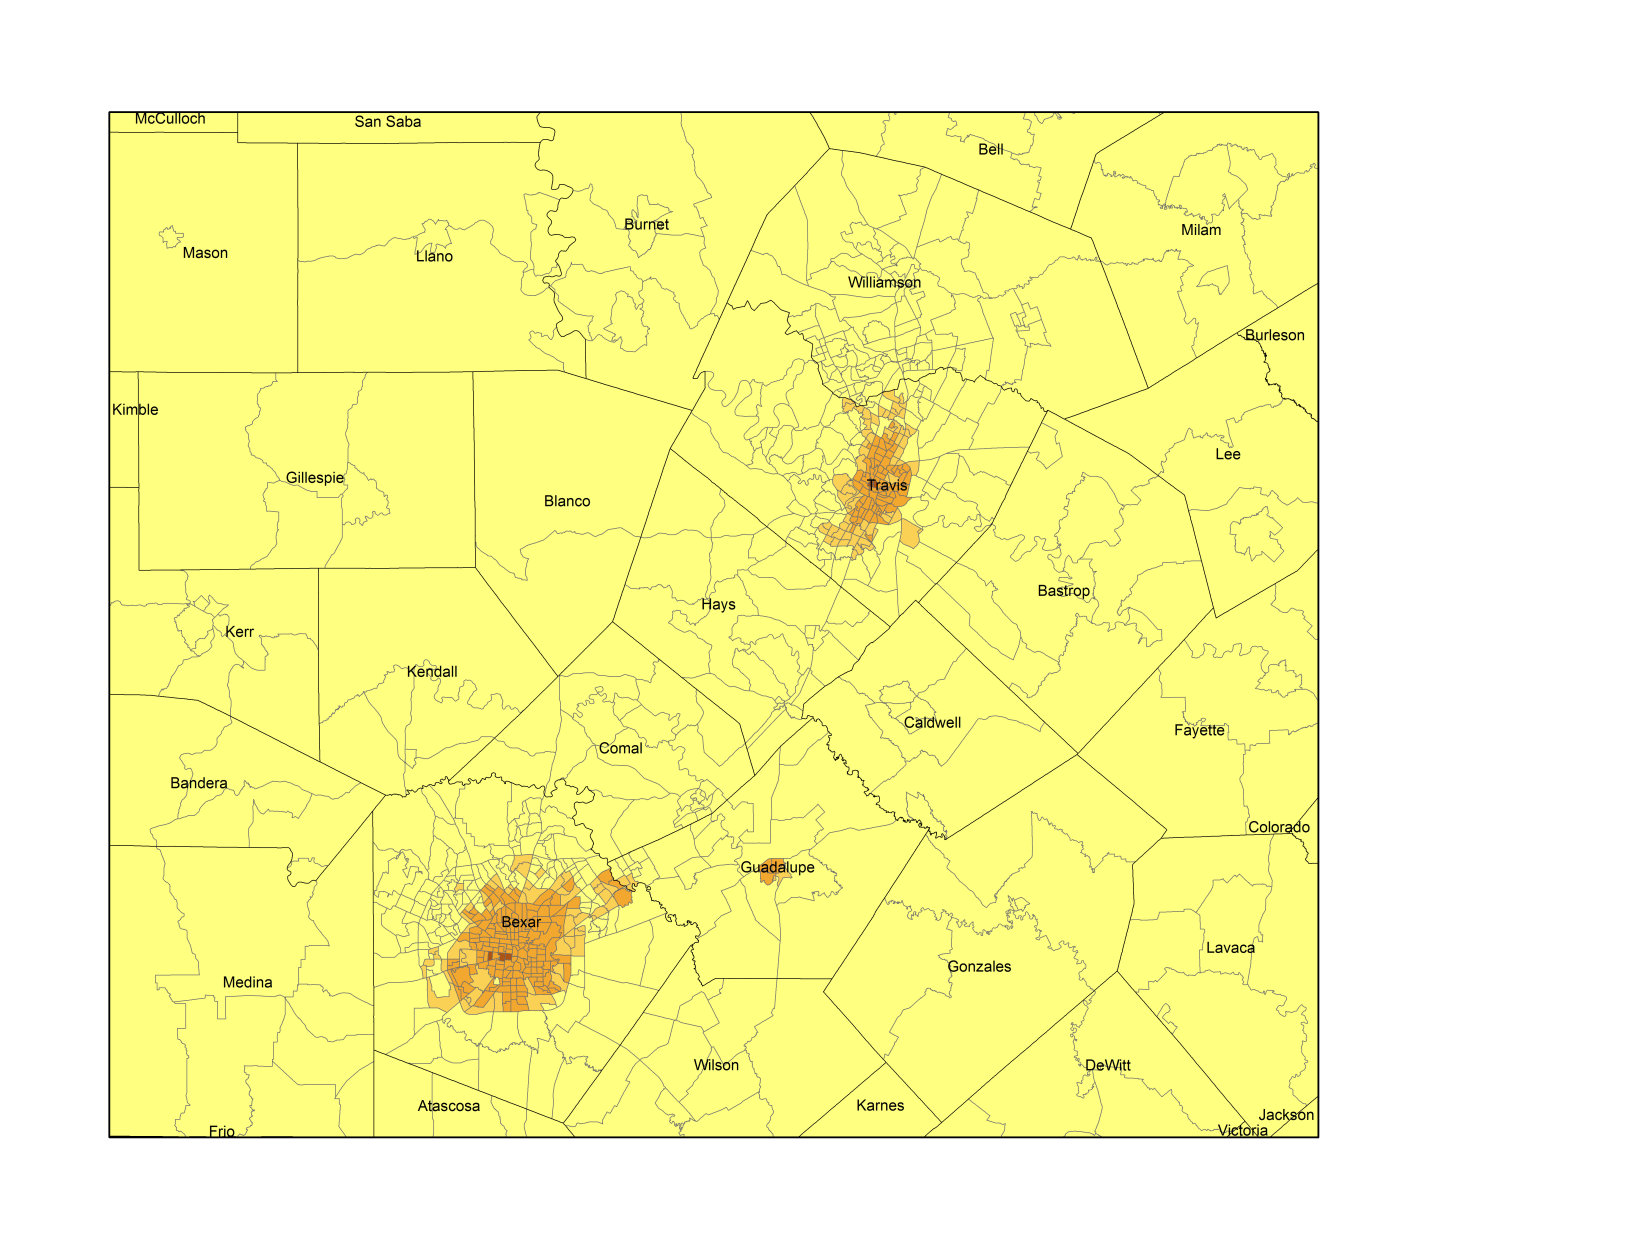 McCulloch
San Saba
Bell
Burnet
Milam
Mason
Llano
Williamson
Burleson
Kimble
Lee
Gillespie
Travis
Blanco
Bastrop
Hays
Kerr
Kendall
Caldwell
Fayette
Comal
Bandera
Colorado
Guadalupe
Bexar
Lavaca
Gonzales
Medina
Wilson
DeWitt
Atascosa
Karnes
Jackson
Frio
Victoria